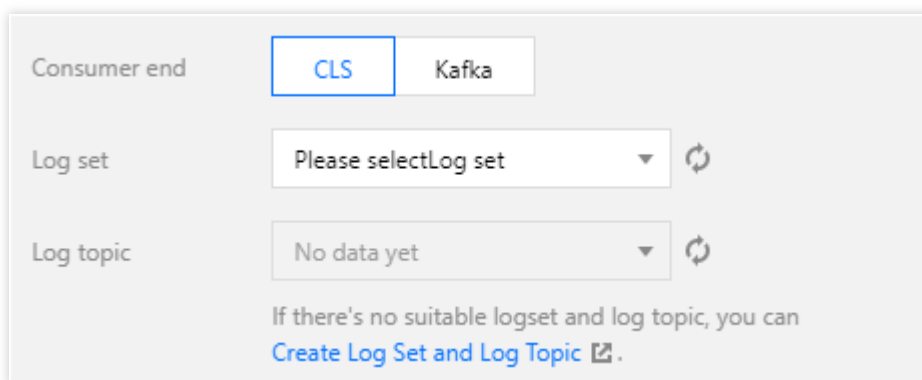 Consumer end CLS Kafka
Log set Please selectLog set
Log topic No data yet
If there's no suitable logset and log topic, you can
Create Log Set and Log Topic .